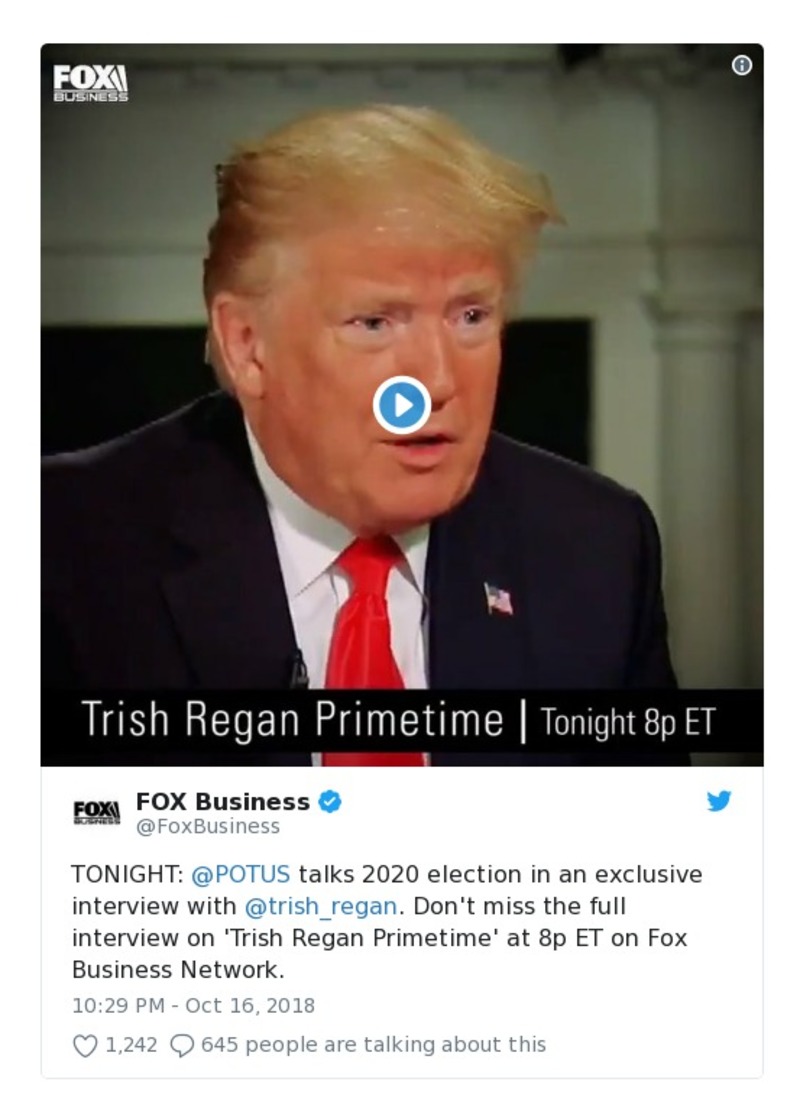 FOX
BUSINESS
Trish Regan Primetime | Tonight 8p ET
FOX
BUSINESS
FOX Business
@FoxBusiness
TONIGHT: @POTUS talks 2020 election in an exclusive
interview with @trish_regan. Don't miss the full
interview on 'Trish Regan Primetime' at 8p ET on Fox
Business Network.
10:29 PM - Oct 16, 2018
1,242 645 people are talking about this